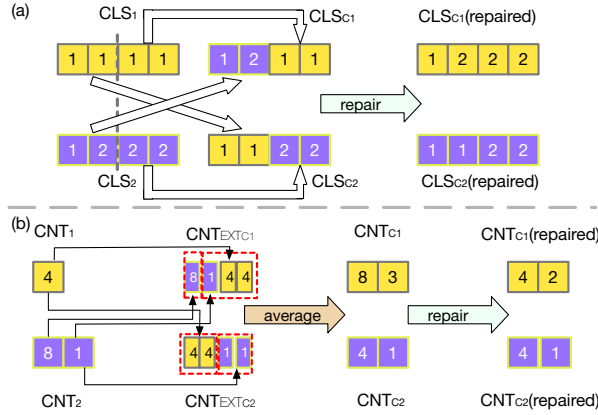 (a)
CLS1 CLSC1 CLSC1(repaired)
1 1 1 1 1 2 1 1 1 2 2 2
repair
1 2 2 2 1 1 2 2 1 1 2 2
CLS2 CLSC2 CLSC2(repaired)
(b)
CNT1 CNTEXTC1 CNTC1 CNTC1(repaired)
4 8 1 4 4 8 3 4 2
average repair
8 1 4 4 1 1 4 1 4 1
CNT2 CNTEXTC2 CNTC2 CNTC2(repaired)